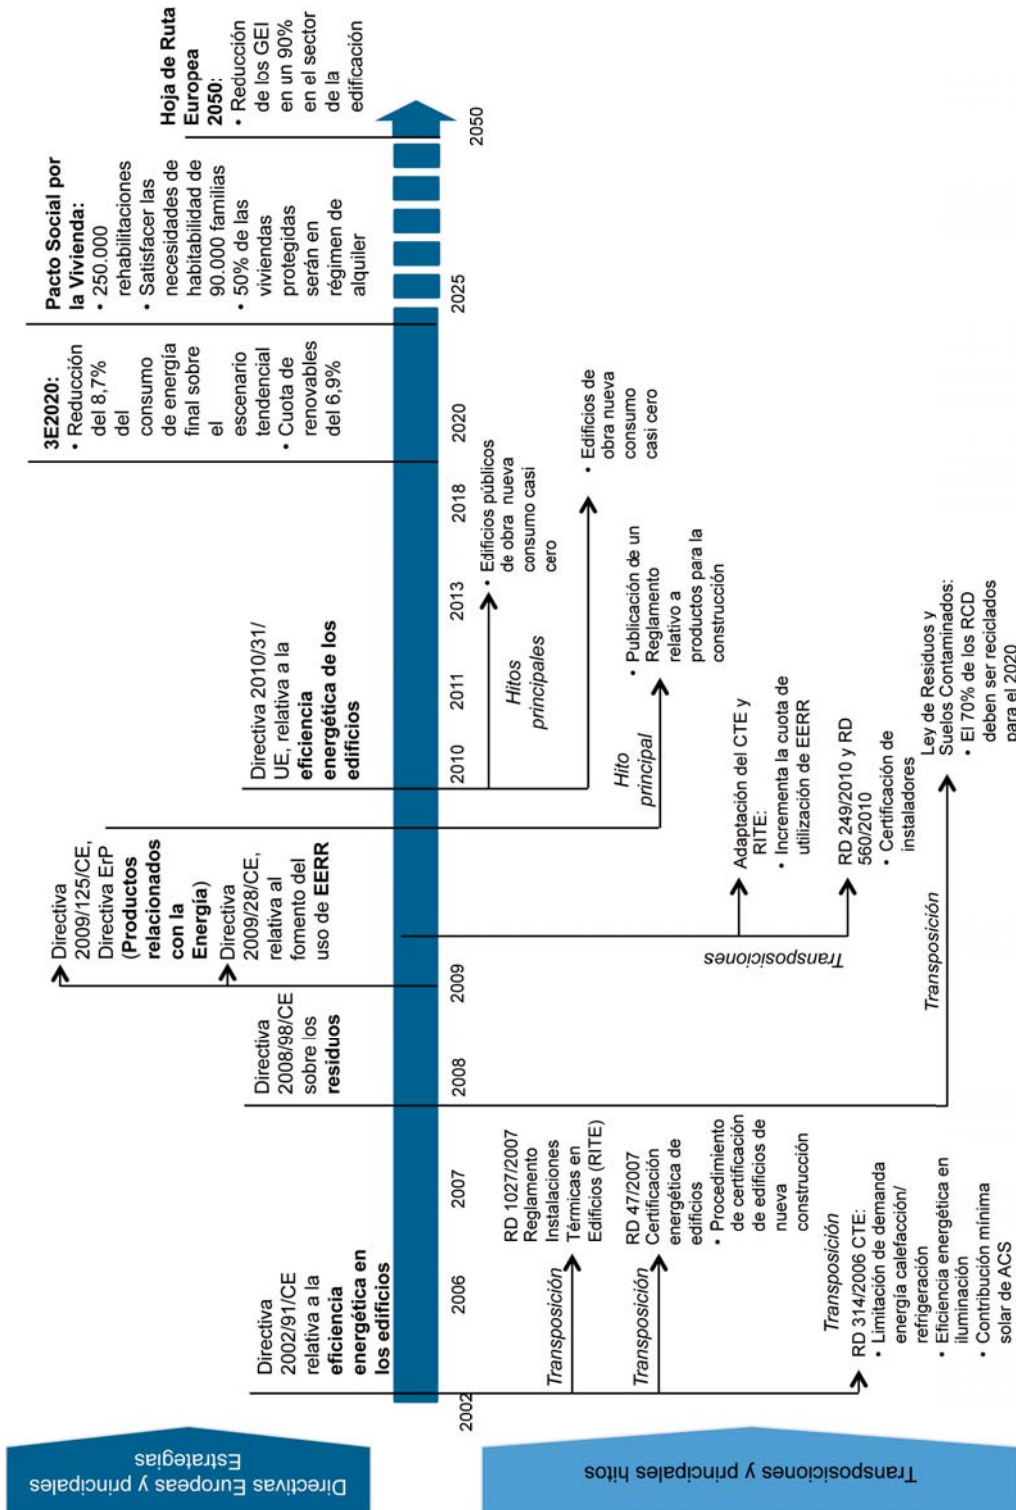 Directivas Europeas y principales
Estrategias
Directiva
2002/91/CE
relativa a la
eficiencia
energética en
los edificios
Directiva
2008/98/CE
sobre los
residuos
Directiva
2009/125/CE,
Directiva ErP
(Productos
relacionados
con la
Energía)
Directiva
2009/28/CE,
relativa al
fomento del
uso de EERR
Directiva 2010/31/
UE, relativa a la
eficiencia
energética de los
edificios
3E2020:
• Reducción
del 8,7%
del
consumo
de energía
final sobre
el
escenario
tendencial
• Cuota de
renovables
del 6,9%
Pacto Social por
la Vivienda:
• 250.000
rehabilitaciones
• Satisfacer las
necesidades de
habitabilidad de
90.000 familias
• 50% de las
viviendas
protegidas
serán en
régimen de
alquiler
Hoja de Ruta
Europea
2050:
• Reducción
de los GEI
en un 90%
en el sector
de la
edificación
2002
2006
2007
2008
2009
2010
2011
2013
2018
2020
2025
2050
Transposiciones y principales hitos
Transposición
RD 1027/2007
Reglamento
Instalaciones
Térmicas en
Edificios (RITE)
Transposición
RD 47/2007
Certificación
energética de
edificios
• Procedimiento
de certificación
de edificios de
nueva
construcción
Transposición
RD 314/2006 CTE:
• Limitación de demanda
energía calefacción/
refrigeración
• Eficiencia energética en
iluminación
• Contribución mínima
solar de ACS
Transposiciones
Adaptación del CTE y
RITE:
• Incrementa la cuota de
utilización de EERR
RD 249/2010 y RD
560/2010
• Certificación de
instaladores
Transposición
Ley de Residuos y
Suelos Contaminados:
• El 70% de los RCD
deben ser reciclados
para el 2020
Hito
principal
• Publicación de un
Reglamento
relativo a
productos para la
construcción
Hitos
principales
• Edificios públicos
de obra nueva
consumo casi
cero
• Edificios de
obra nueva
consumo
casi cero